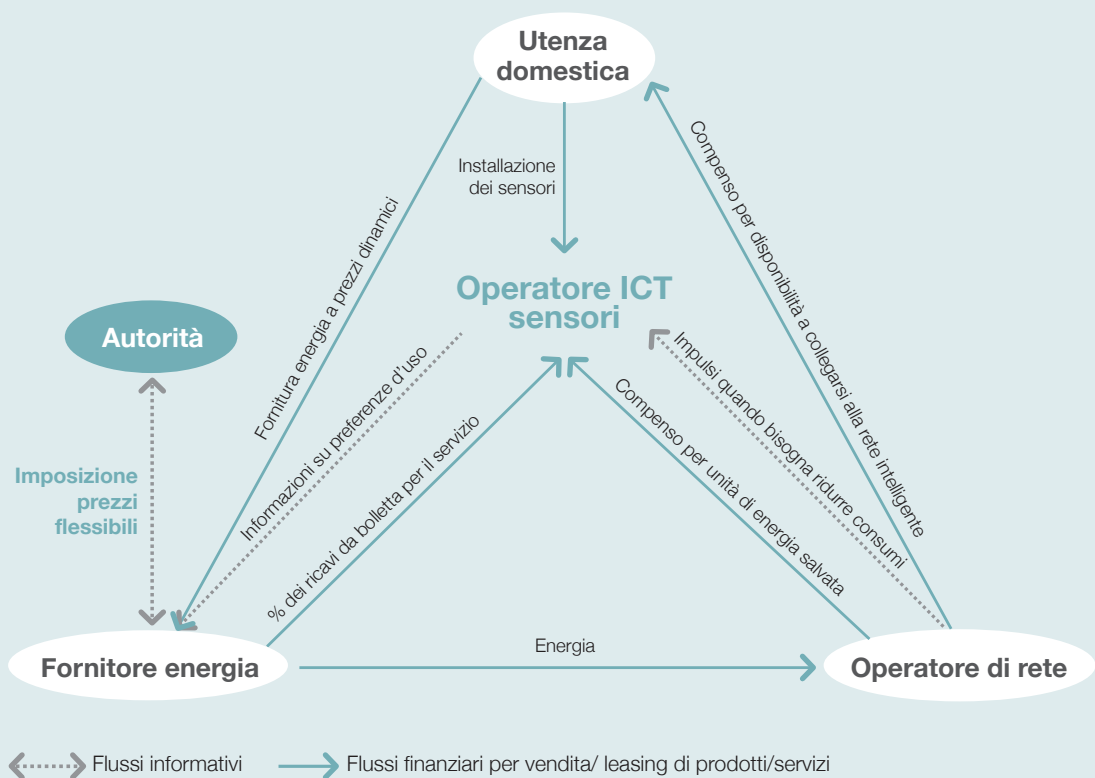 Utenza
domestica
Installazione
dei sensori
Operatore ICT
sensori
Autorità
Imposizione
prezzi
flessibili
Fornitura energia a prezzi dinamici
Informazioni su preferenze d'uso
% dei ricavi da bolletta per il servizio
Compenso per unità di energia salvata
Impulsi quando bisogna ridurre consumi
Compenso per disponibilità a collegarsi alla rete intelligente
Fornitore energia
Energia
Operatore di rete
Flussi informativi
Flussi finanziari per vendita/ leasing di prodotti/servizi